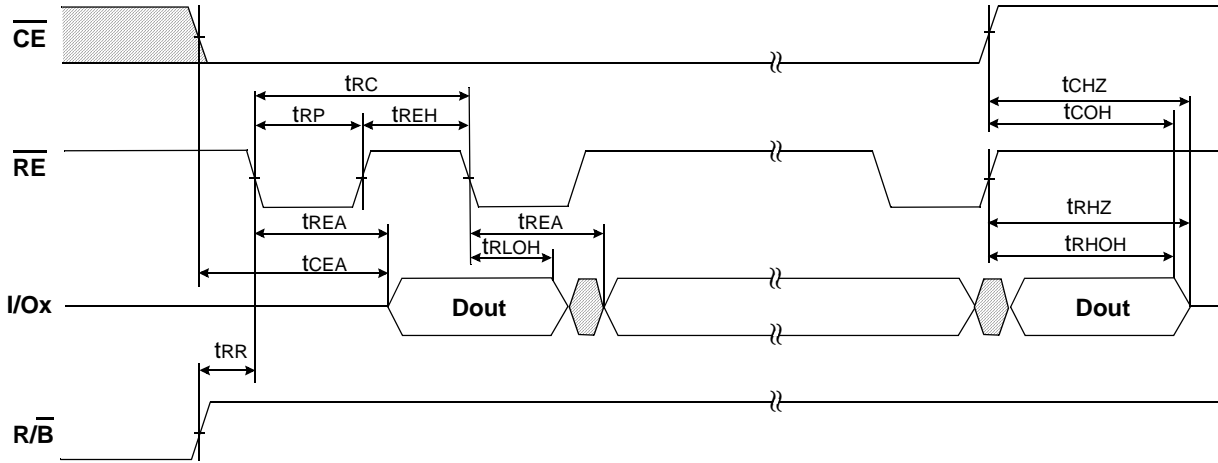 CE
tRC
tCHZ
tRP
tREH
tCOH
RE
tREA
tREA
tRHZ
tRLOH
tRHOH
tCEA
I/Ox
Dout
Dout
tRR
R/B